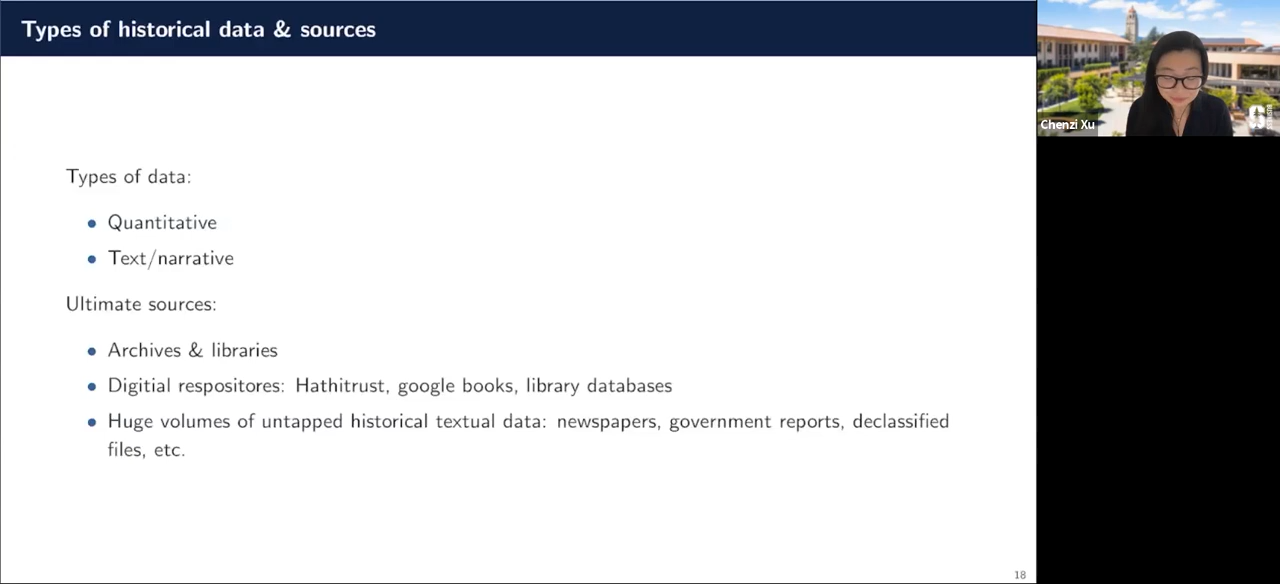 Types of historical data & sources
Chenzi Xu
Types of data:
• Quantitative
• Text/narrative
Ultimate sources:
• Archives & libraries
• Digitial respositores: Hathitrust, google books, library databases
• Huge volumes of untapped historical textual data: newspapers, government reports, declassified
files, etc.
18